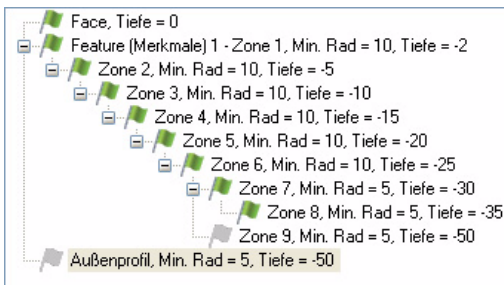 Face, Tiefe = 0
Feature (Merkmale) 1 - Zone 1, Min. Rad = 10, Tiefe = -2
Zone 2, Min. Rad = 10, Tiefe = -5
Zone 3, Min. Rad = 10, Tiefe = -10
Zone 4, Min. Rad = 10, Tiefe = -15
Zone 5, Min. Rad = 10, Tiefe = -20
Zone 6, Min. Rad = 10, Tiefe = -25
Zone 7, Min. Rad = 5, Tiefe = -30
Zone 8, Min. Rad = 5, Tiefe = -35
Zone 9, Min. Rad = 5, Tiefe = -50
Außenprofil, Min. Rad = 5, Tiefe = -50